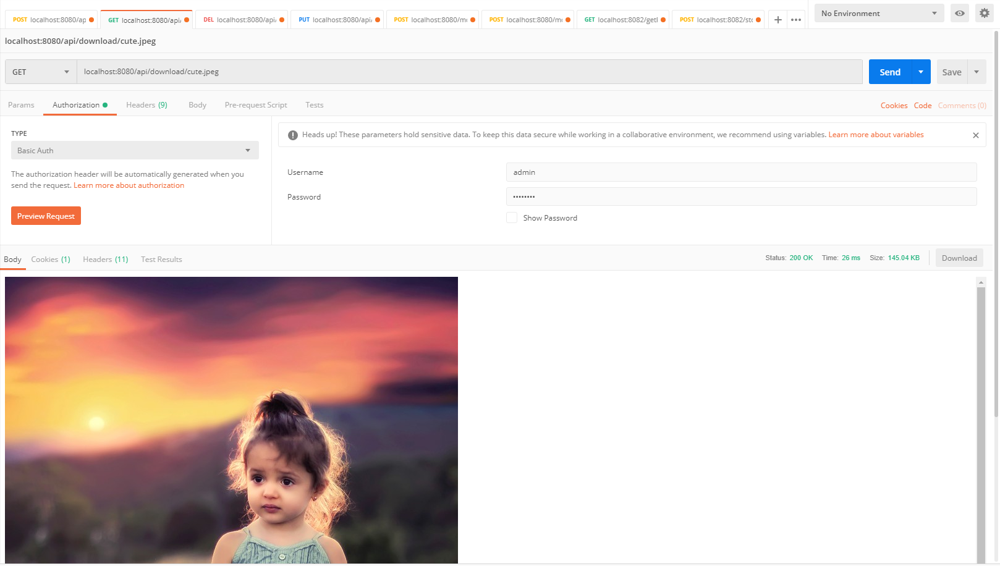 POST localhost:8080/ap
GET localhost:8080/api/
DEL localhost:8080/api/
PUT localhost:8080/api/
POST localhost:8080/m
POST localhost:8080/m
GET localhost:8082/get
POST localhost:8082/st
No Environment
localhost:8080/api/download/cute.jpeg
GET
localhost:8080/api/download/cute.jpeg
Send
Save
Params
Authorization
Headers (9)
Body
Pre-request Script
Tests
Cookies
Code
Comments (0)
TYPE
Basic Auth
The authorization header will be automatically generated when you
send the request. Learn more about authorization
Preview Request
Heads up! These parameters hold sensitive data. To keep this data secure while working in a collaborative environment, we recommend using variables. Learn more about variables
Username
admin
Password
••••••••
Show Password
Body
Cookies (1)
Headers (11)
Test Results
Status: 200 OK
Time: 26 ms
Size: 145.04 KB
Download